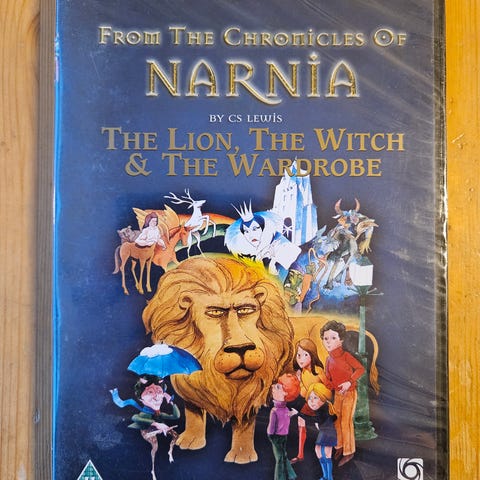 From The Chronicles Of
NARNIA
BY CS LEWIS
THE LION, THE WITCH
& THE WARDROBE
U